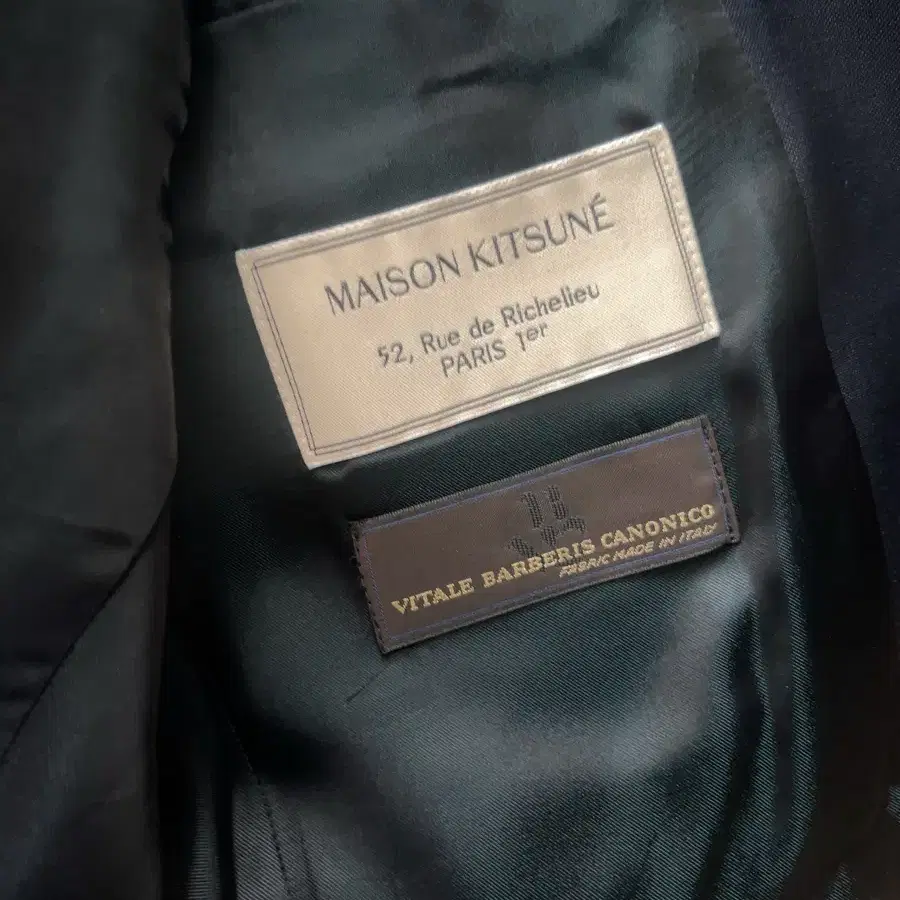 MAISON KITSUNÉ
52, Rue de Richelieu
PARIS 1er
VITALE BARBERIS CANONICO
FABRIC MADE IN ITALY